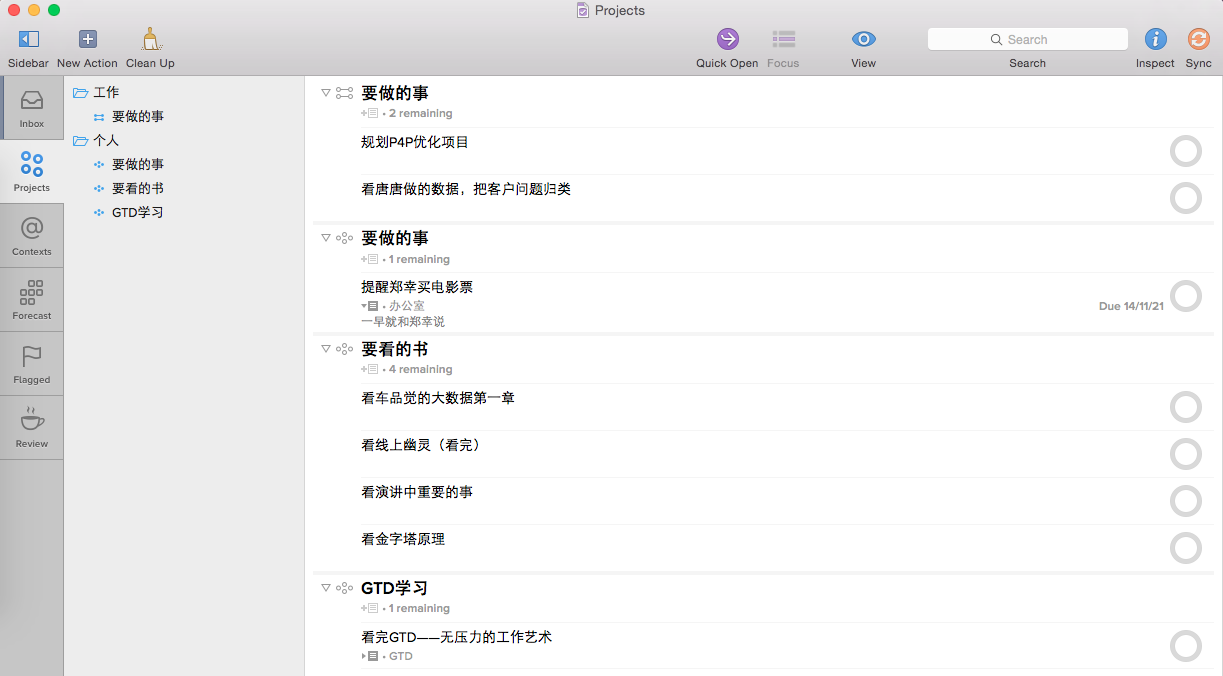 Projects
Sidebar
New Action
Clean Up
Quick Open
Focus
View
Search
Search
Inspect
Sync
Inbox
Projects
Contexts
Forecast
Flagged
Review
工作
要做的事
个人
要做的事
要看的书
GTD学习
要做的事
• 2 remaining
规划P4P优化项目
看唐唐做的数据，把客户问题归类
要做的事
• 1 remaining
提醒郑幸买电影票
• 办公室
Due 14/11/21
一早就和郑幸说
要看的书
• 4 remaining
看车品觉的大数据第一章
看线上幽灵（看完）
看演讲中重要的事
看金字塔原理
GTD学习
• 1 remaining
看完GTD——无压力的工作艺术
• GTD